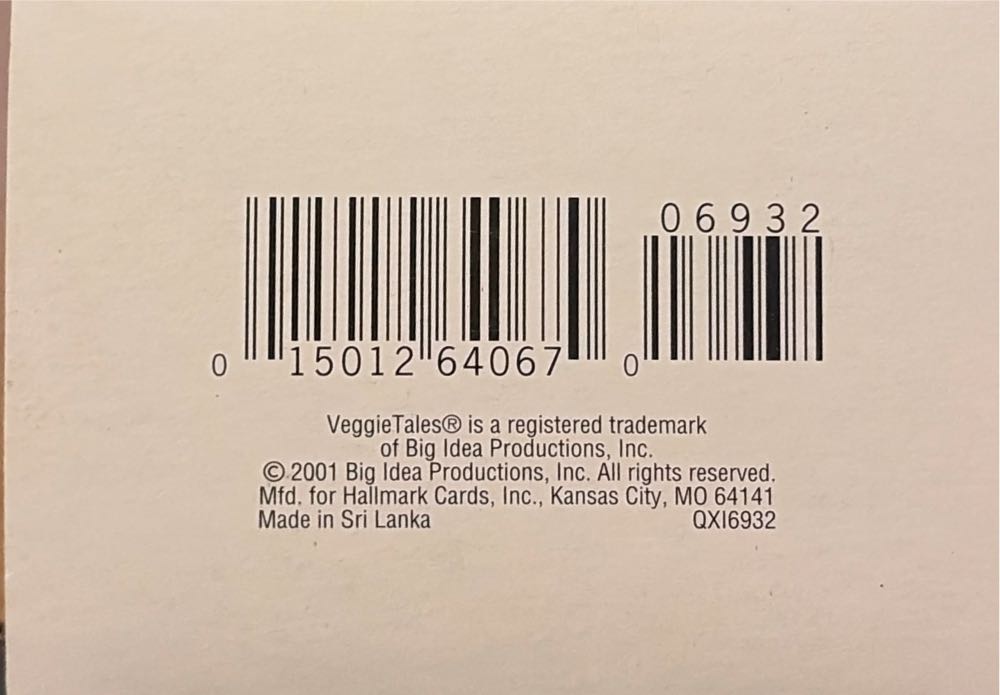 06932
0 15012 64067 0
VeggieTales® is a registered trademark
of Big Idea Productions, Inc.
© 2001 Big Idea Productions, Inc. All rights reserved.
Mfd. for Hallmark Cards, Inc., Kansas City, MO 64141
Made in Sri Lanka QXI6932